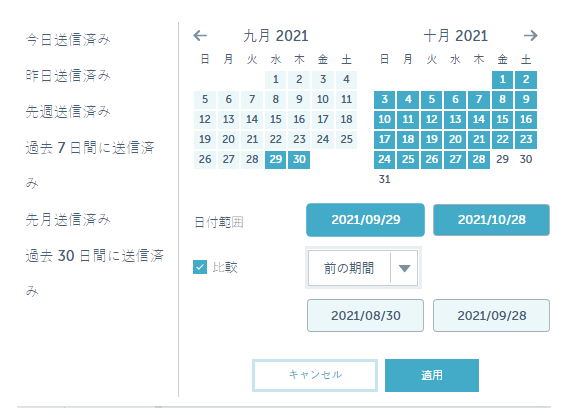 今日送信済み
昨日送信済み
先週送信済み
過去 7 日間に送信済
み
先月送信済み
過去 30 日間に送信済
み
九月 2021
日 月 火 水 木 金 土
1 2 3 4
5 6 7 8 9 10 11
12 13 14 15 16 17 18
19 20 21 22 23 24 25
26 27 28 29 30
十月 2021
日 月 火 水 木 金 土
1 2
3 4 5 6 7 8 9
10 11 12 13 14 15 16
17 18 19 20 21 22 23
24 25 26 27 28 29 30
31
日付範囲 2021/09/29 2021/10/28
比較 前の期間
2021/08/30 2021/09/28
キャンセル 適用